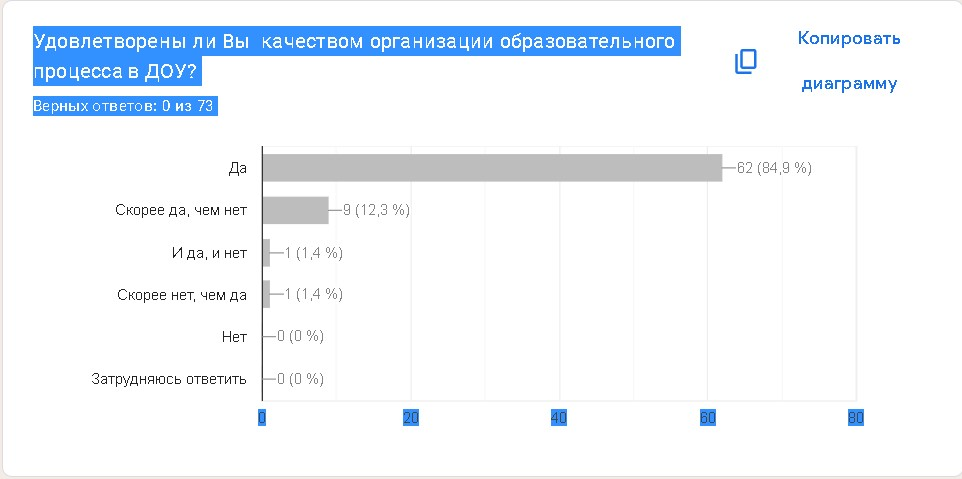 Удовлетворены ли Вы качеством организации образовательного
процесса в ДОУ?
Верных ответов: 0 из 73
Копировать
диаграмму
Да
62 (84,9 %)
Скорее да, чем нет
9 (12,3 %)
И да, и нет
1 (1,4 %)
Скорее нет, чем да
1 (1,4 %)
Нет
0 (0 %)
Затрудняюсь ответить
0 (0 %)
0 20 40 60 80